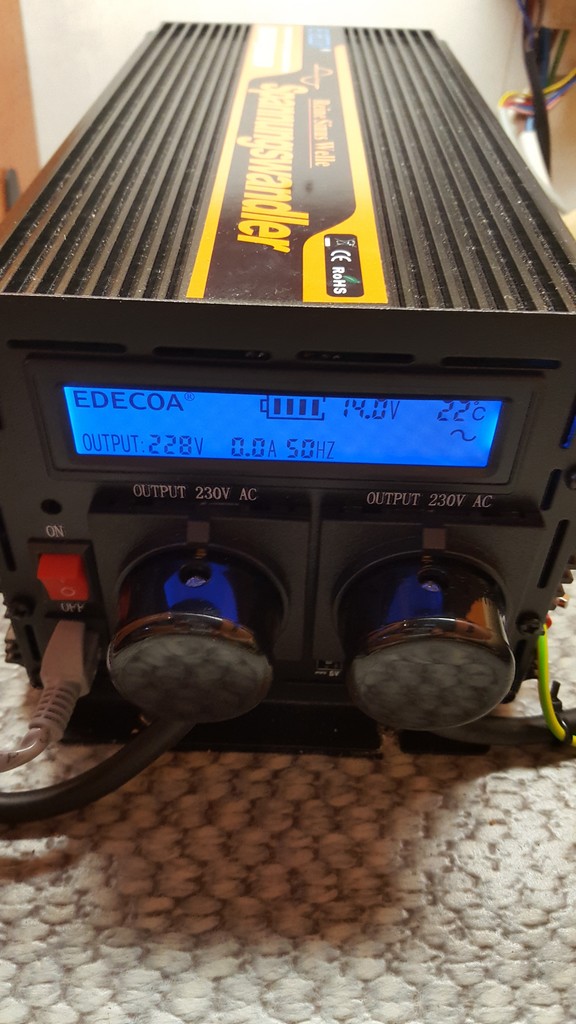 Reine Sinus Welle
Spannungswandler
CE RoHS
EDECOA® 14.0V 22°C
OUTPUT:228V 0.0A 50HZ
OUTPUT 230V AC
OUTPUT 230V AC
ON
OFF